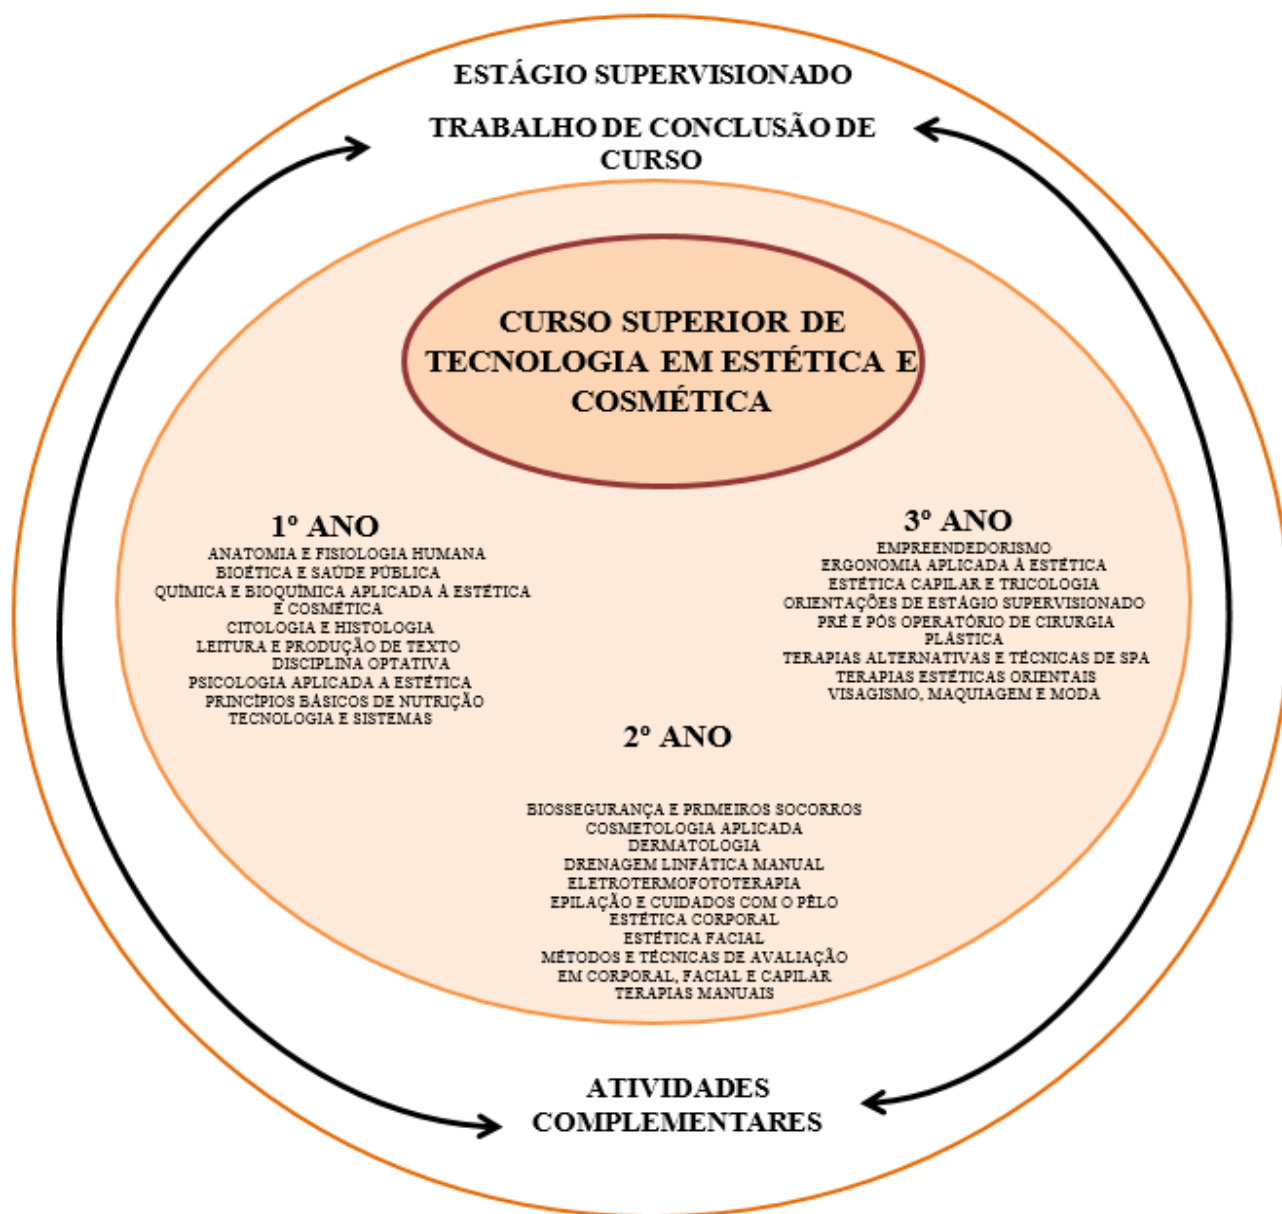 ESTÁGIO SUPERVISIONADO
TRABALHO DE CONCLUSÃO DE
CURSO
CURSO SUPERIOR DE
TECNOLOGIA EM ESTÉTICA E
COSMÉTICA
1º ANO
ANATOMIA E FISIOLOGIA HUMANA
BIOÉTICA E SAÚDE PÚBLICA
QUÍMICA E BIOQUÍMICA APLICADA À ESTÉTICA
E COSMÉTICA
CITOLOGIA E HISTOLOGIA
LEITURA E PRODUÇÃO DE TEXTO
DISCIPLINA OPTATIVA
PSICOLOGIA APLICADA A ESTÉTICA
PRINCÍPIOS BÁSICOS DE NUTRIÇÃO
TECNOLOGIA E SISTEMAS
2º ANO
BIOSSEGURANÇA E PRIMEIROS SOCORROS
COSMETOLOGIA APLICADA
DERMATOLOGIA
DRENAGEM LINFÁTICA MANUAL
ELETROTERMOFOTOTERAPIA
EPILAÇÃO E CUIDADOS COM O PÊLO
ESTÉTICA CORPORAL
ESTÉTICA FACIAL
MÉTODOS E TÉCNICAS DE AVALIAÇÃO
EM CORPORAL, FACIAL E CAPILAR
TERAPIAS MANUAIS
3º ANO
EMPREENDEDORISMO
ERGONOMIA APLICADA À ESTÉTICA
ESTÉTICA CAPILAR E TRICOLOGIA
ORIENTAÇÕES DE ESTÁGIO SUPERVISIONADO
PRÉ E PÓS OPERATÓRIO DE CIRURGIA
PLÁSTICA
TERAPIAS ALTERNATIVAS E TÉCNICAS DE SPA
TERAPIAS ESTÉTICAS ORIENTAIS
VISAGISMO, MAQUIAGEM E MODA
ATIVIDADES
COMPLEMENTARES